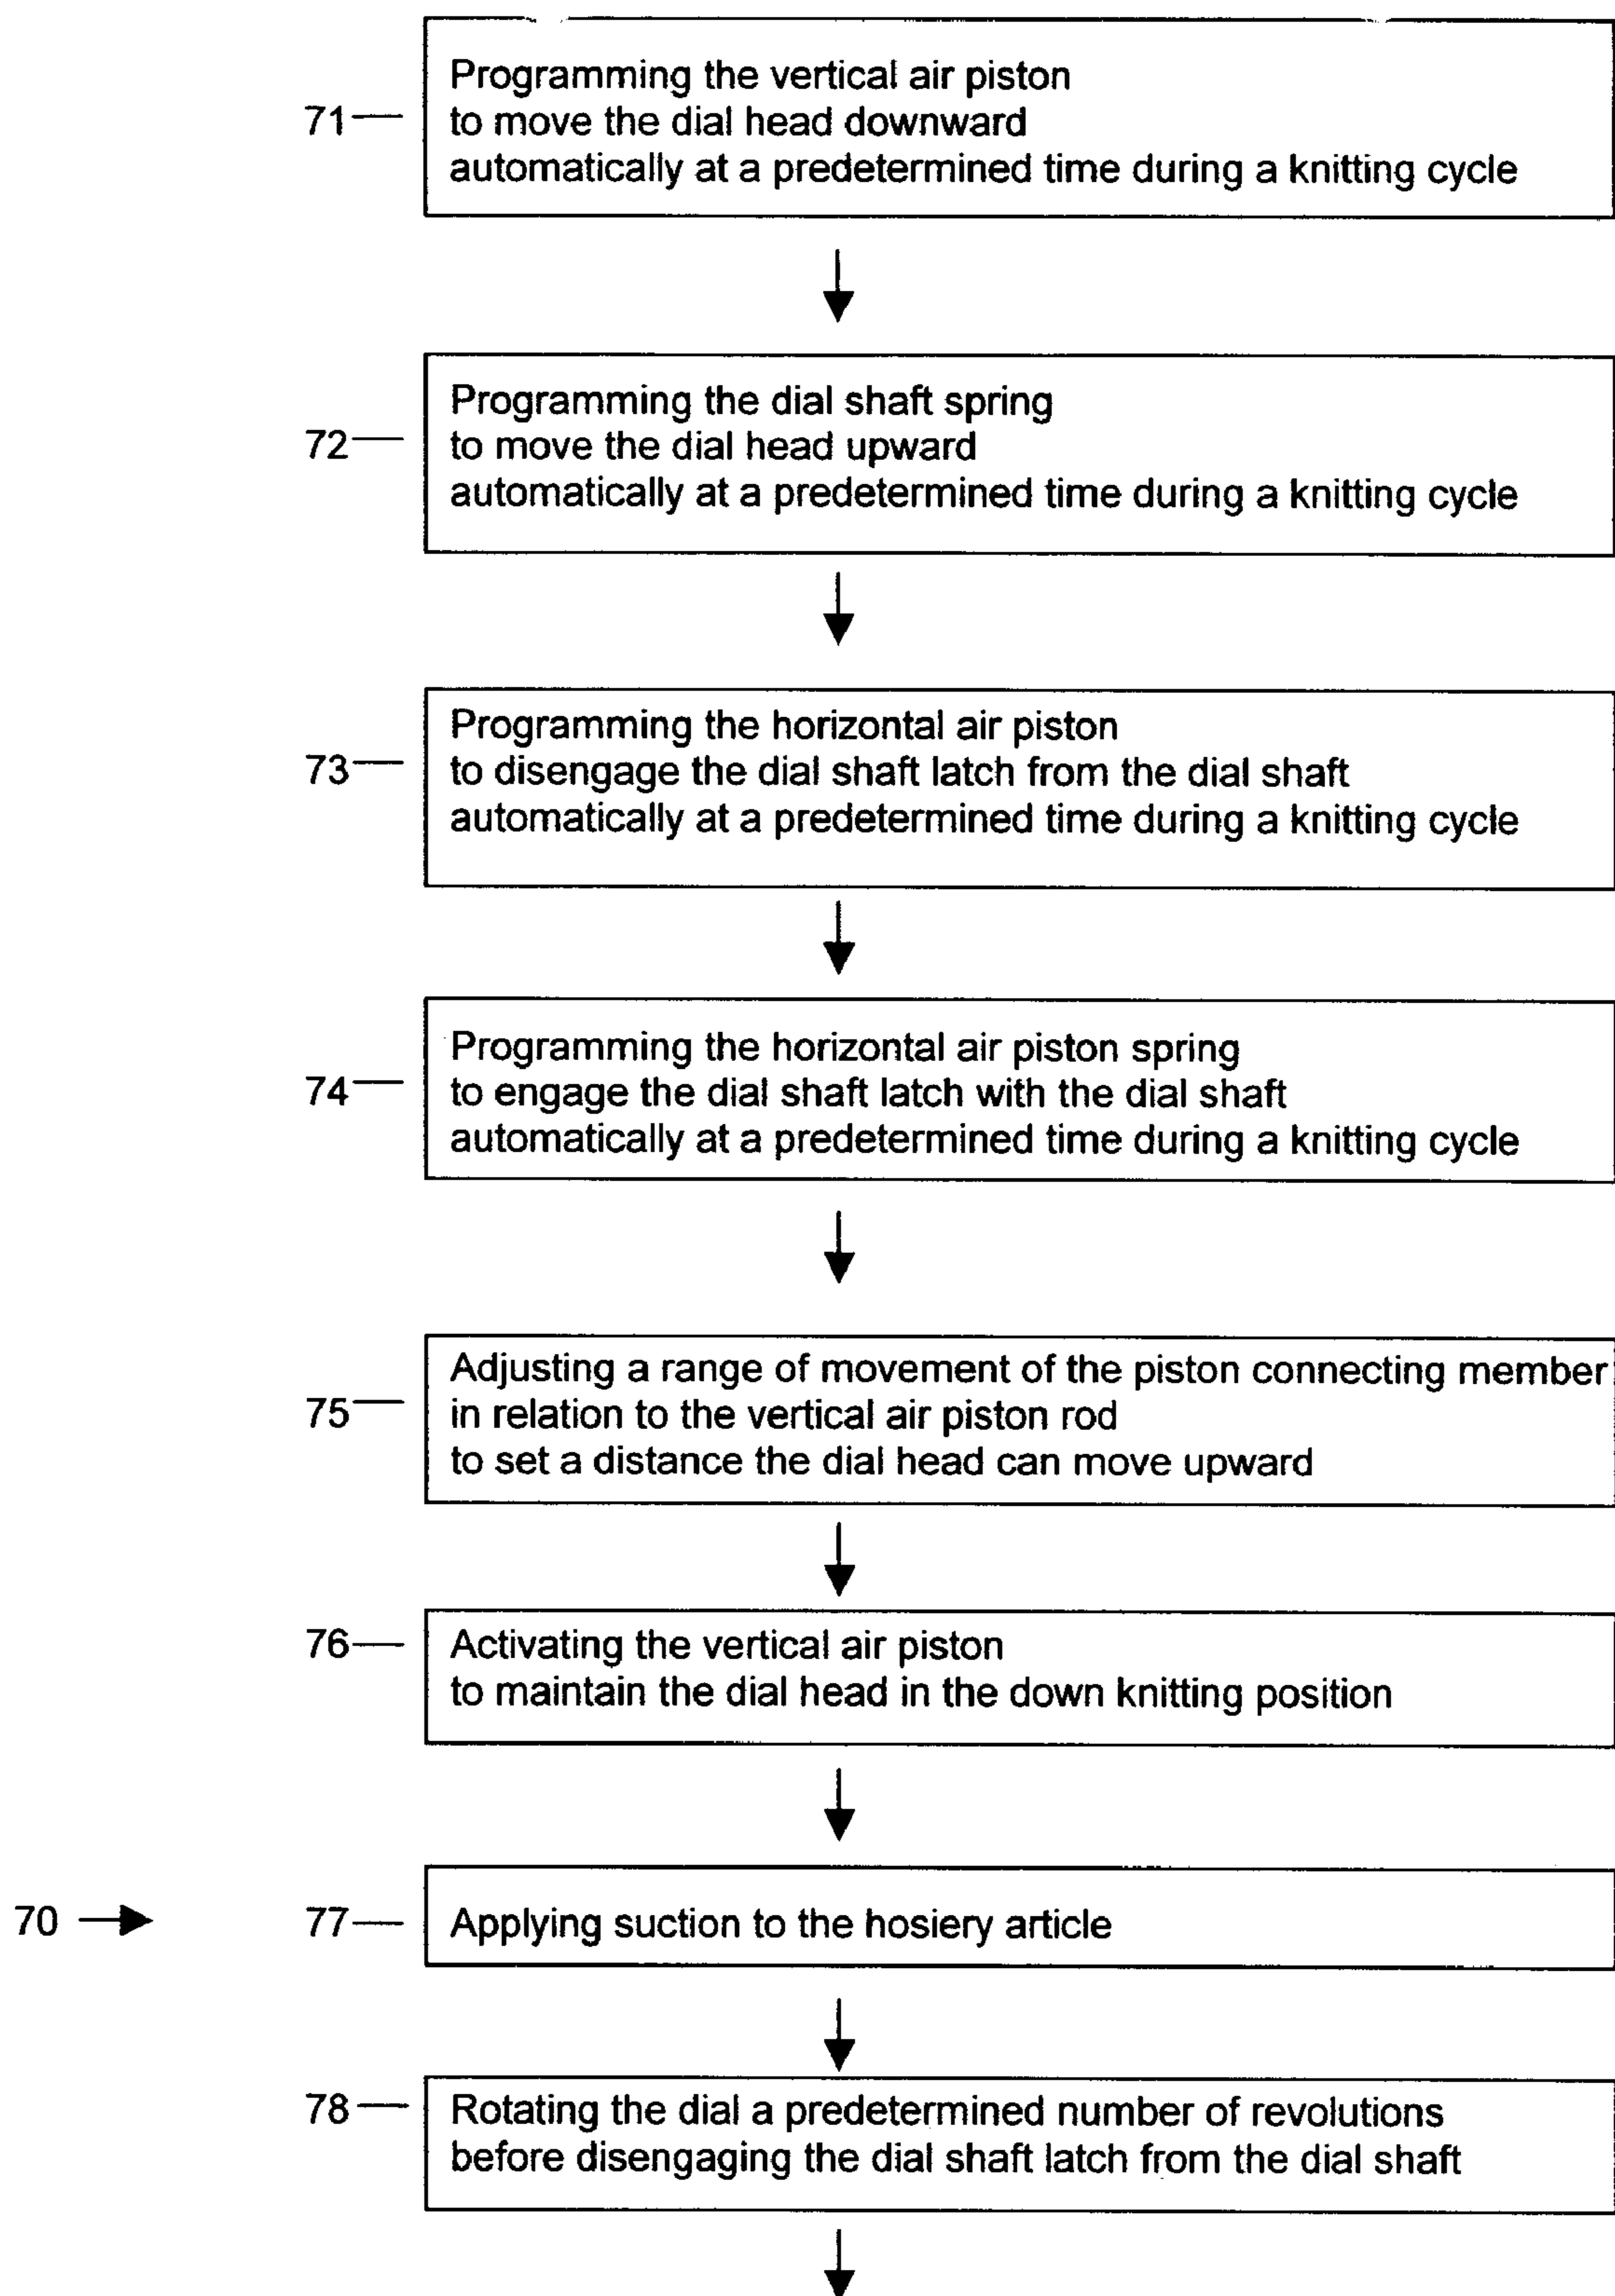 71
Programming the vertical air piston
to move the dial head downward
automatically at a predetermined time during a knitting cycle
72
Programming the dial shaft spring
to move the dial head upward
automatically at a predetermined time during a knitting cycle
73
Programming the horizontal air piston
to disengage the dial shaft latch from the dial shaft
automatically at a predetermined time during a knitting cycle
74
Programming the horizontal air piston spring
to engage the dial shaft latch with the dial shaft
automatically at a predetermined time during a knitting cycle
75
Adjusting a range of movement of the piston connecting member
in relation to the vertical air piston rod
to set a distance the dial head can move upward
76
Activating the vertical air piston
to maintain the dial head in the down knitting position
70
77
Applying suction to the hosiery article
78
Rotating the dial a predetermined number of revolutions
before disengaging the dial shaft latch from the dial shaft